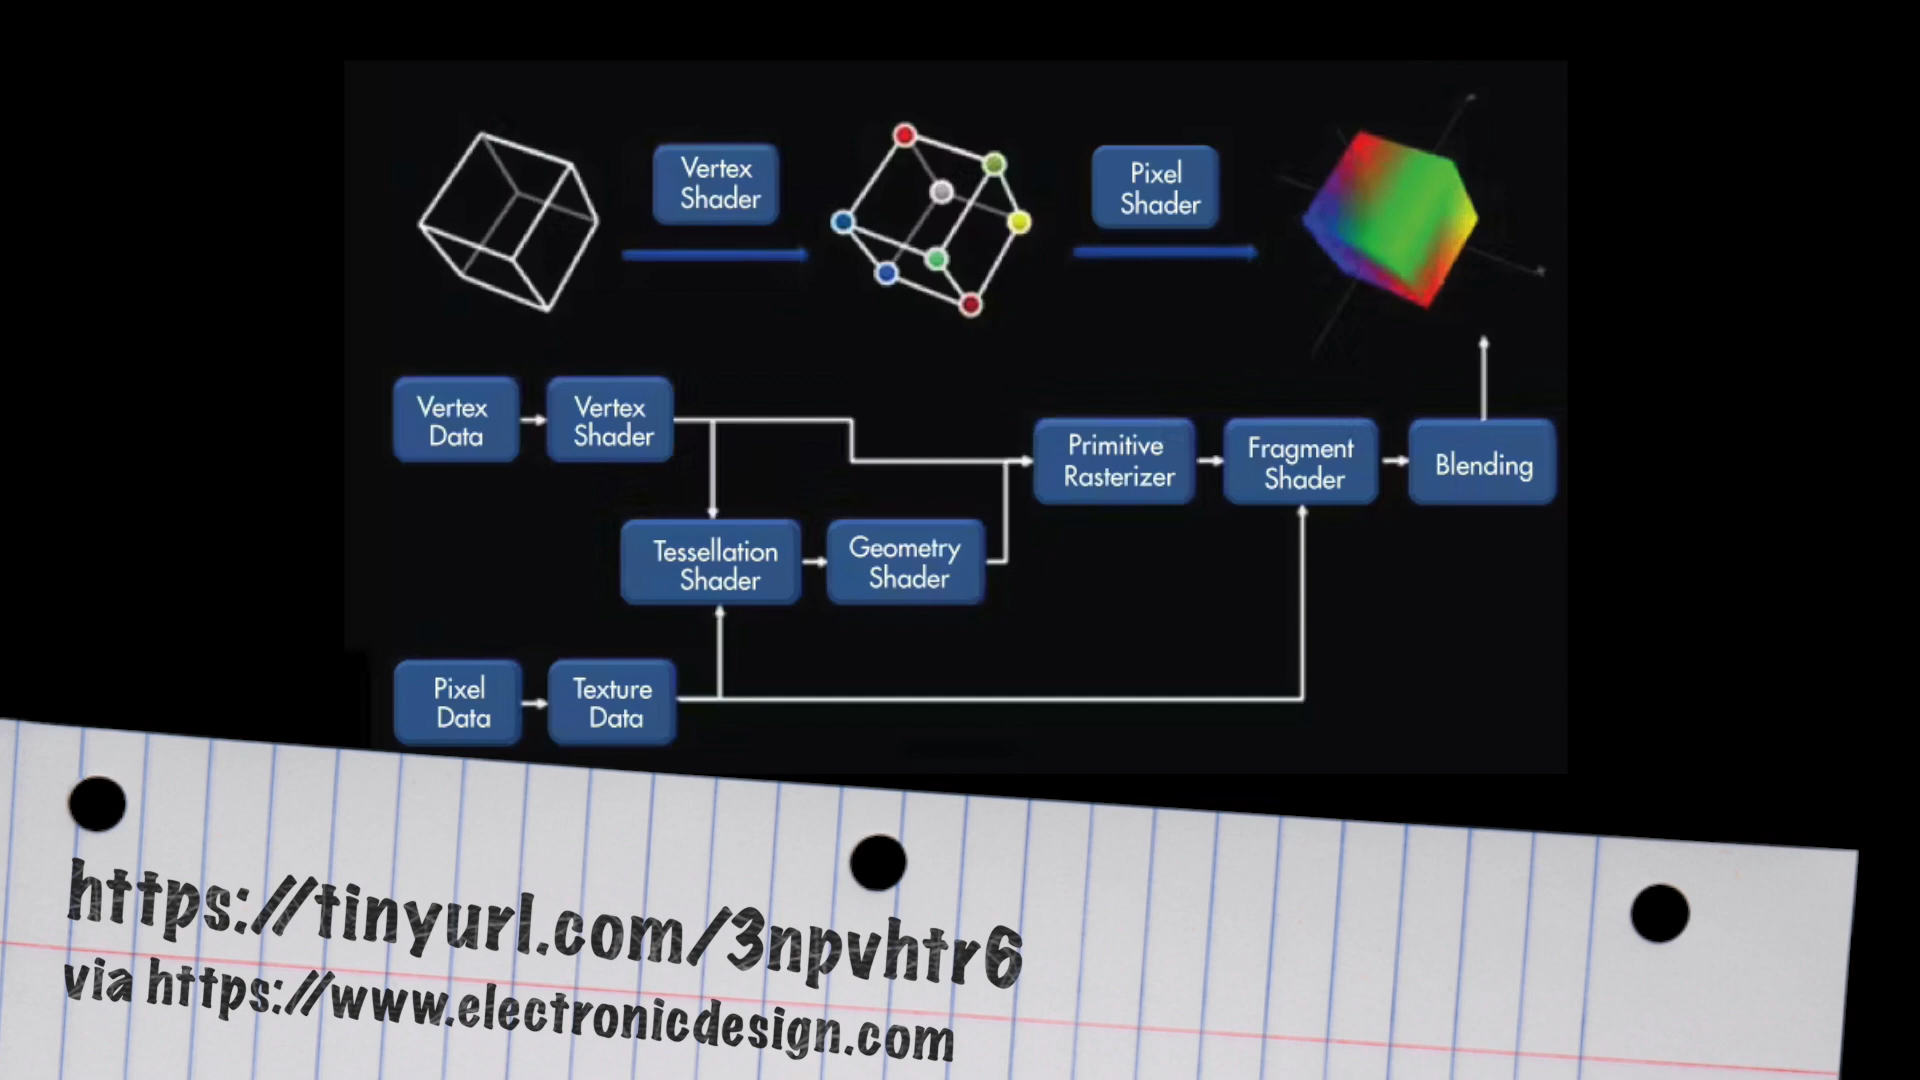 Vertex
Shader
Pixel
Shader
Vertex
Data
Vertex
Shader
Primitive
Rasterizer
Fragment
Shader
Blending
Tessellation
Shader
Geometry
Shader
Pixel
Data
Texture
Data
https://tinyurl.com/3npvhtr6
via https://www.electronicdesign.com